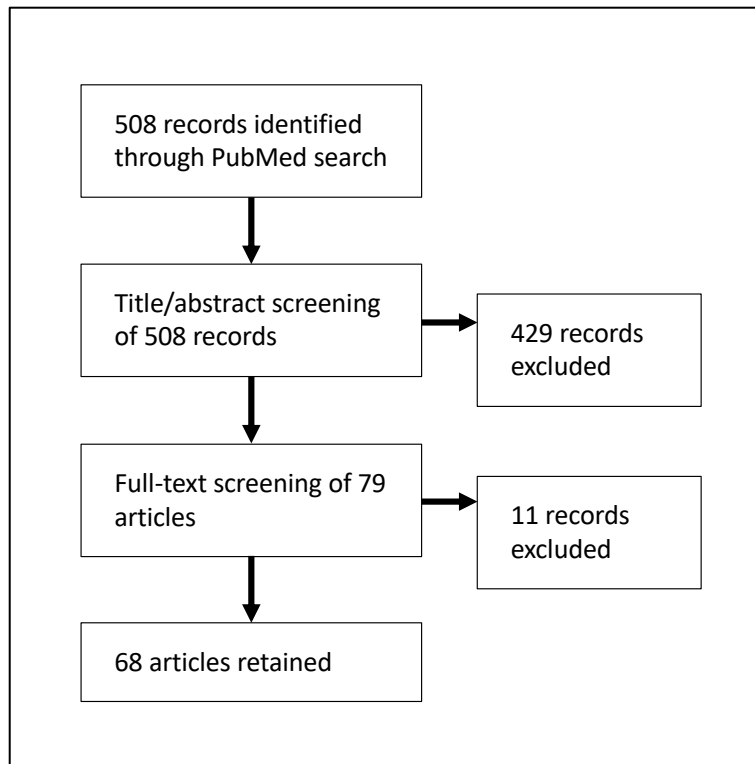 508 records identified
through PubMed search
Title/abstract screening
of 508 records
429 records
excluded
Full-text screening of 79
articles
11 records
excluded
68 articles retained